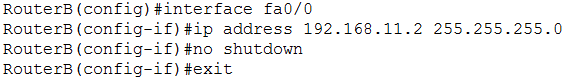 RouterB(config)#interface fa0/0
RouterB(config-if)#ip address 192.168.11.2 255.255.255.0
RouterB(config-if)#no shutdown
RouterB(config-if)#exit